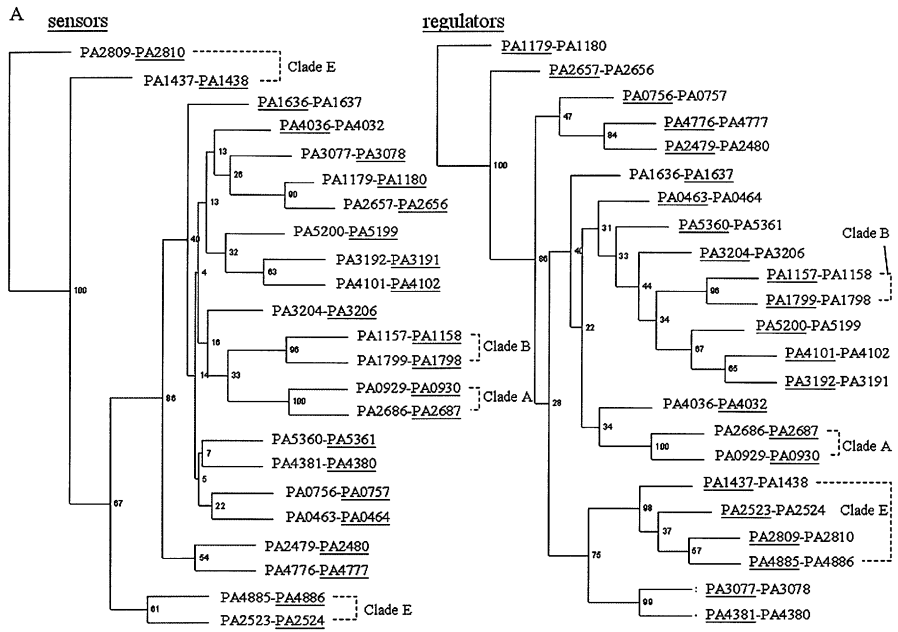 A
sensors
PA2809-PA2810
Clade E
PA1437-PA1438
PA1636-PA1637
PA4036-PA4032
13
PA3077-PA3078
26
PA1179-PA1180
90
PA2657-PA2656
13
PA5200-PA5199
40
32
PA3192-PA3191
63
PA4101-PA4102
4
100
PA3204-PA3206
16
PA1157-PA1158
96
Clade B
PA1799-PA1798
14
33
PA0929-PA0930
86
100
Clade A
PA2686-PA2687
PA5360-PA5361
7
PA4381-PA4380
5
PA0756-PA0757
67
22
PA0463-PA0464
PA2479-PA2480
54
PA4776-PA4777
PA4885-PA4886
61
Clade E
PA2523-PA2524
regulators
PA1179-PA1180
PA2657-PA2656
PA0756-PA0757
47
PA4776-PA4777
84
PA2479-PA2480
100
PA1636-PA1637
PA0463-PA0464
31
PA5360-PA5361
Clade B
40
33
PA3204-PA3206
86
PA1157-PA1158
44
96
PA1799-PA1798
34
22
PA5200-PA5199
67
PA4101-PA4102
65
PA3192-PA3191
28
PA4036-PA4032
34
PA2686-PA2687
100
Clade A
PA0929-PA0930
PA1437-PA1438
98
PA2523-PA2524
Clade E
37
PA2809-PA2810
67
75
PA4885-PA4886
PA3077-PA3078
99
PA4381-PA4380